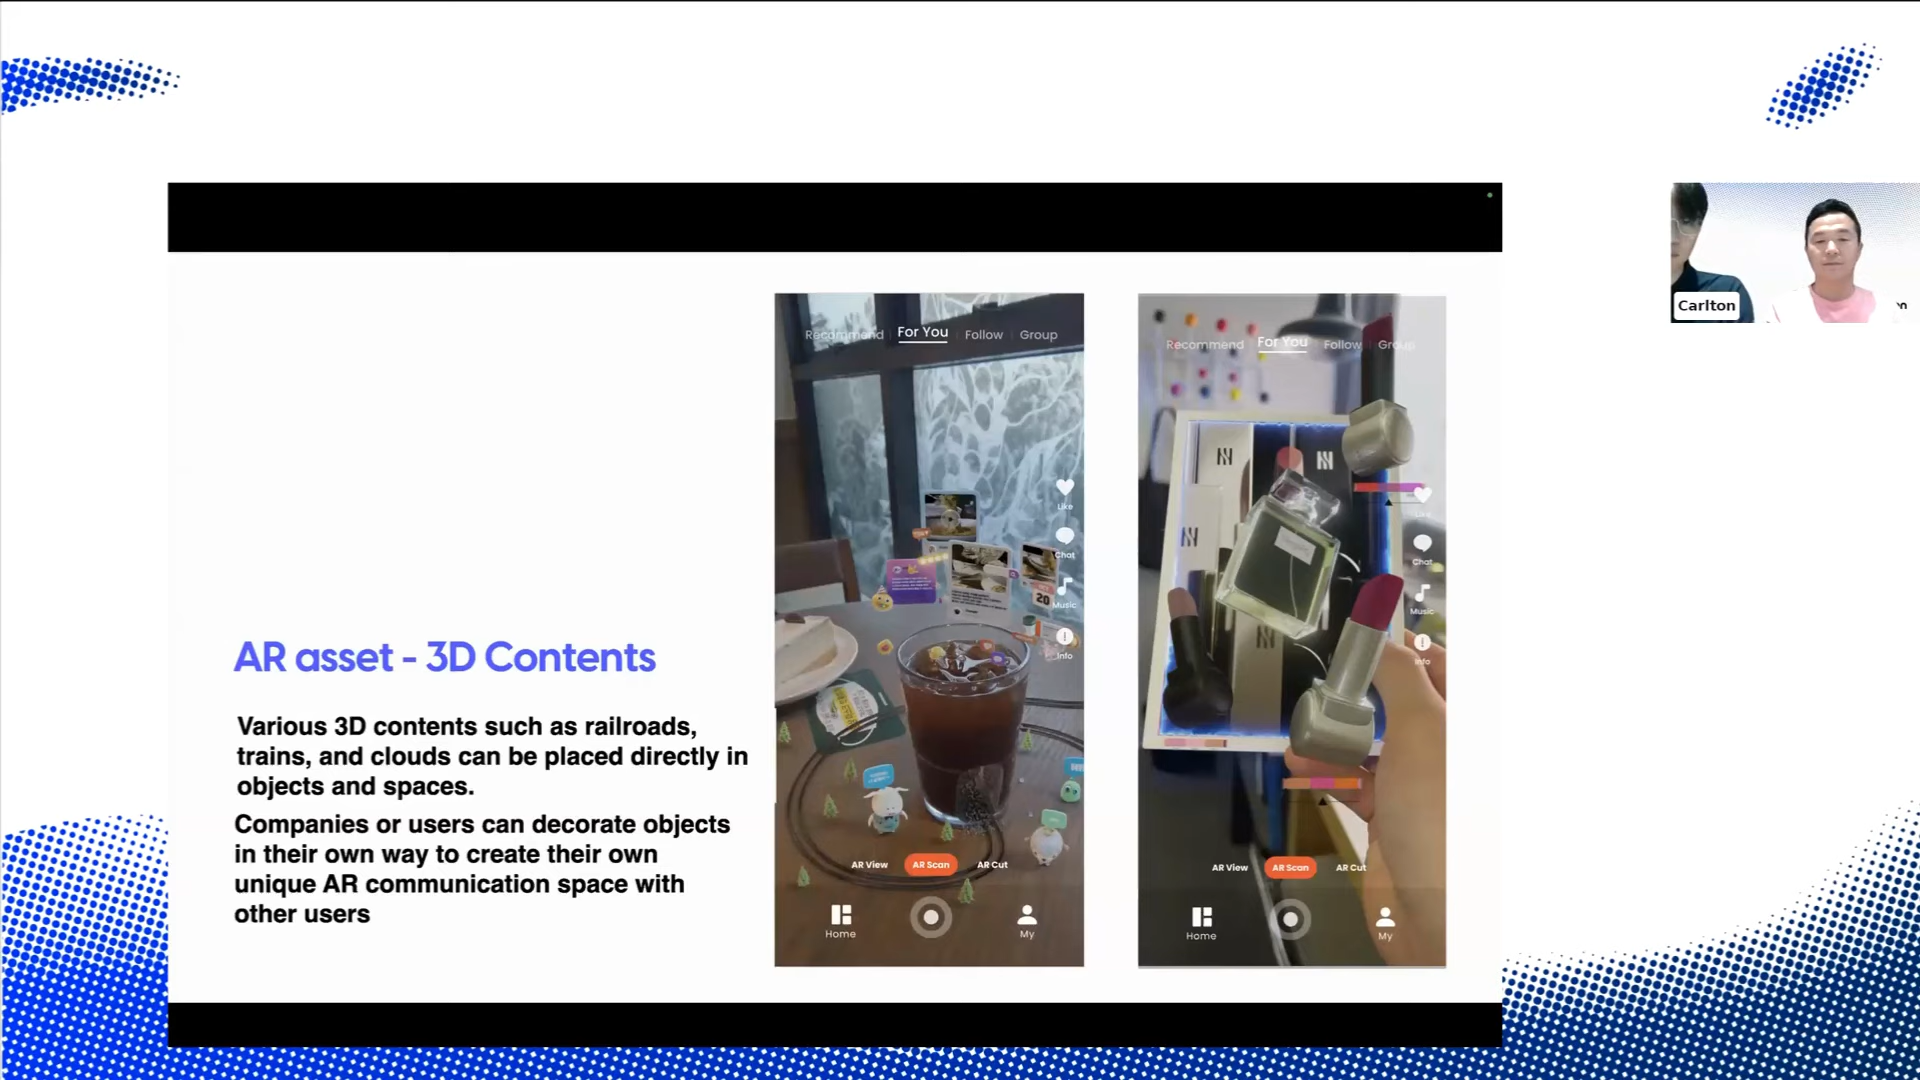 Recommend For You Follow Group
Like
Chat
20
Music
Info
AR View AR Scan AR Cut
Home My
Recommend For You Follow Group
Chat
Music
Info
AR View AR Scan AR Cut
Home My
AR asset - 3D Contents
Various 3D contents such as railroads,
trains, and clouds can be placed directly in
objects and spaces.
Companies or users can decorate objects
in their own way to create their own
unique AR communication space with
other users
Carlton